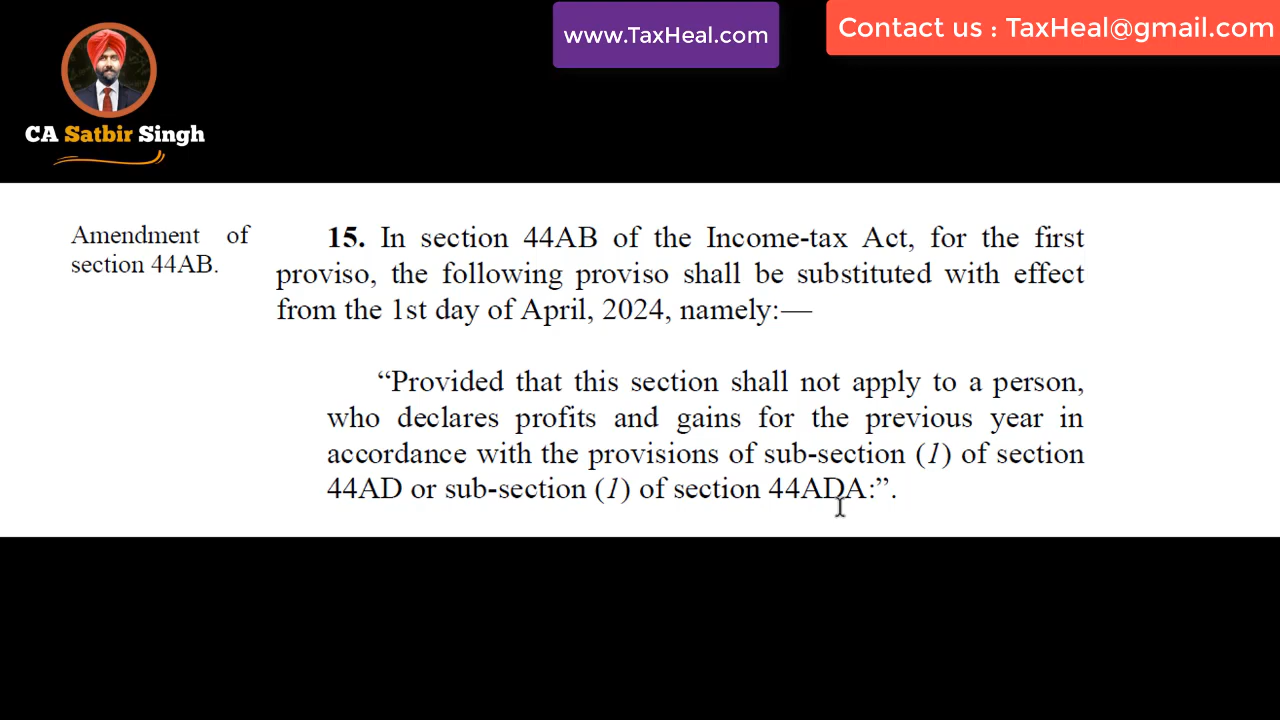 www.TaxHeal.com
Contact us : TaxHeal@gmail.com
CA Satbir Singh
Amendment of
section 44AB.
15. In section 44AB of the Income-tax Act, for the first
proviso, the following proviso shall be substituted with effect
from the 1st day of April, 2024, namely:—
“Provided that this section shall not apply to a person,
who declares profits and gains for the previous year in
accordance with the provisions of sub-section (1) of section
44AD or sub-section (1) of section 44ADA:”.